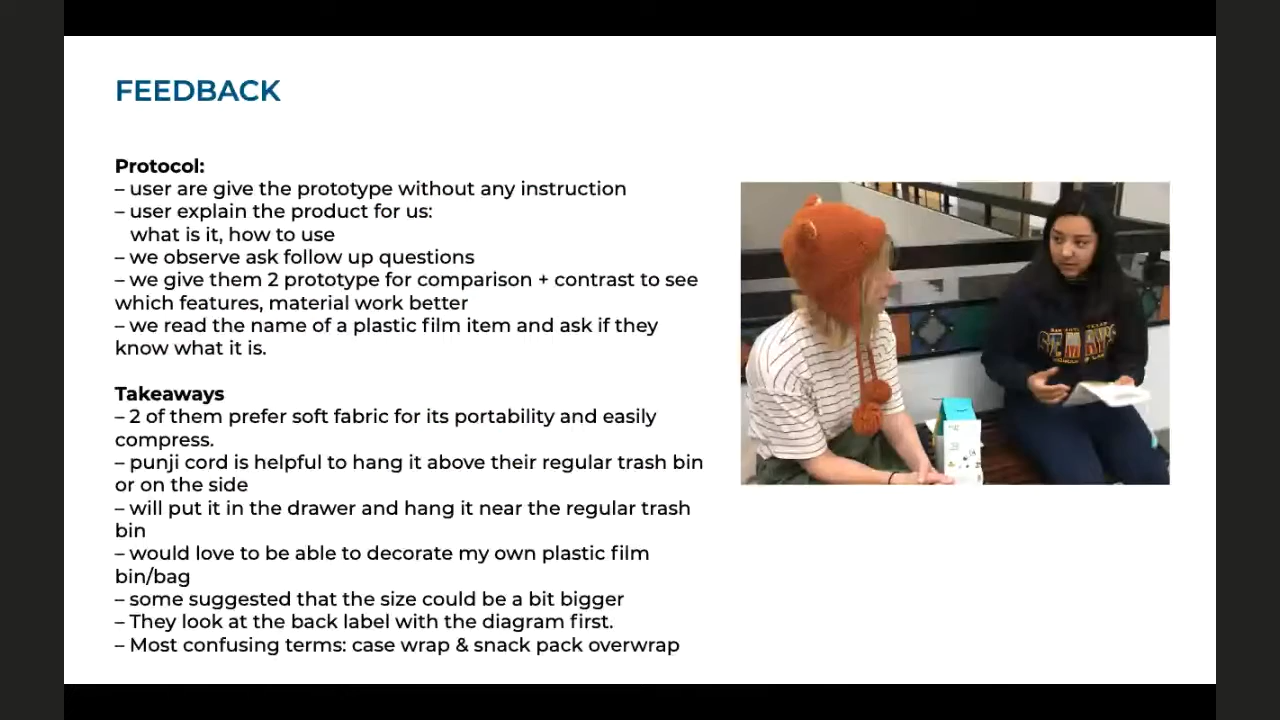 FEEDBACK
Protocol:
– user are give the prototype without any instruction
– user explain the product for us:
what is it, how to use
– we observe ask follow up questions
– we give them 2 prototype for comparison + contrast to see
which features, material work better
– we read the name of a plastic film item and ask if they
know what it is.
Takeaways
– 2 of them prefer soft fabric for its portability and easily
compress.
– punji cord is helpful to hang it above their regular trash bin
or on the side
– will put it in the drawer and hang it near the regular trash
bin
– would love to be able to decorate my own plastic film
bin/bag
– some suggested that the size could be a bit bigger
– They look at the back label with the diagram first.
– Most confusing terms: case wrap & snack pack overwrap